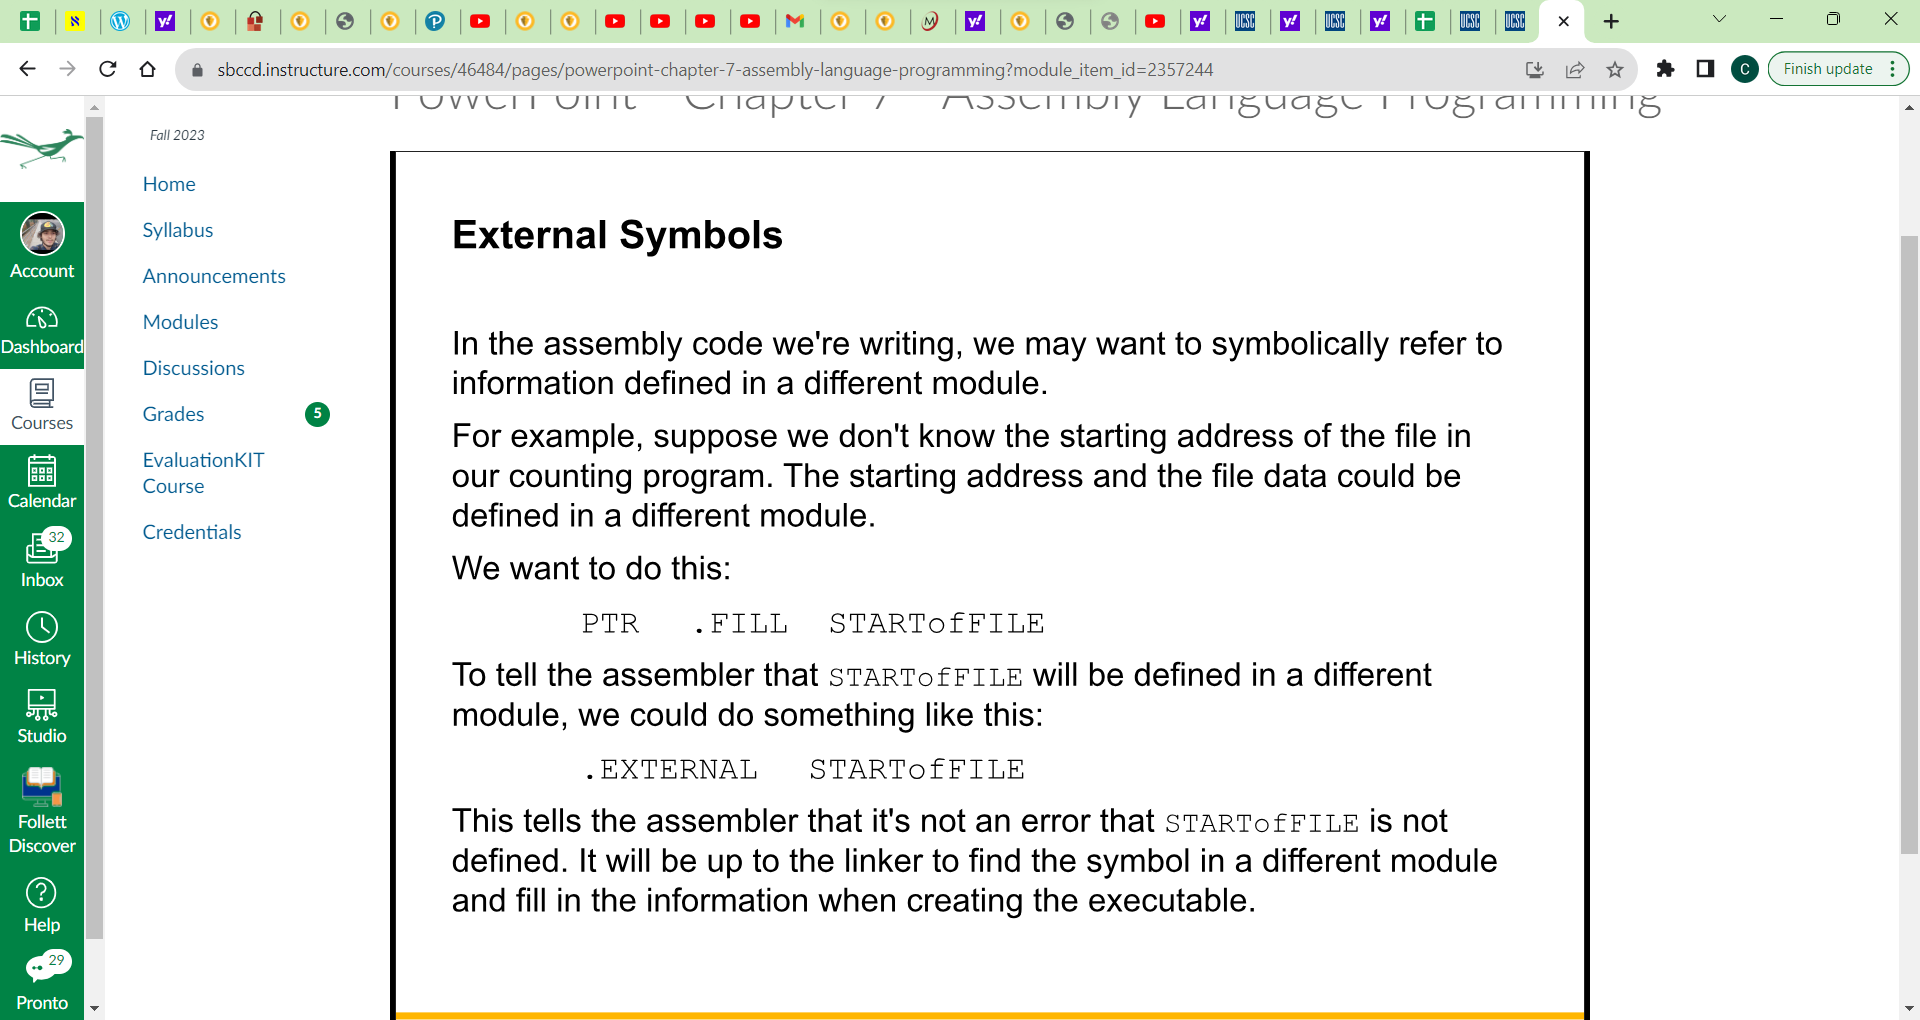 sbccd.instructure.com/courses/46484/pages/powerpoint-chapter-7-assembly-language-programming?module_item_id=2357244
C
Finish update
PowerPoint - Chapter 7 - Assembly Language Programming
Fall 2023
Home
Syllabus
Announcements
Modules
Discussions
Grades
5
EvaluationKIT
Course
Credentials
Account
Dashboard
Courses
Calendar
32
Inbox
History
Studio
Follett
Discover
Help
29
Pronto
External Symbols
In the assembly code we're writing, we may want to symbolically refer to
information defined in a different module.
For example, suppose we don't know the starting address of the file in
our counting program. The starting address and the file data could be
defined in a different module.
We want to do this:
PTR .FILL STARTofFILE
To tell the assembler that STARTofFILE will be defined in a different
module, we could do something like this:
.EXTERNAL STARTofFILE
This tells the assembler that it's not an error that STARTofFILE is not
defined. It will be up to the linker to find the symbol in a different module
and fill in the information when creating the executable.